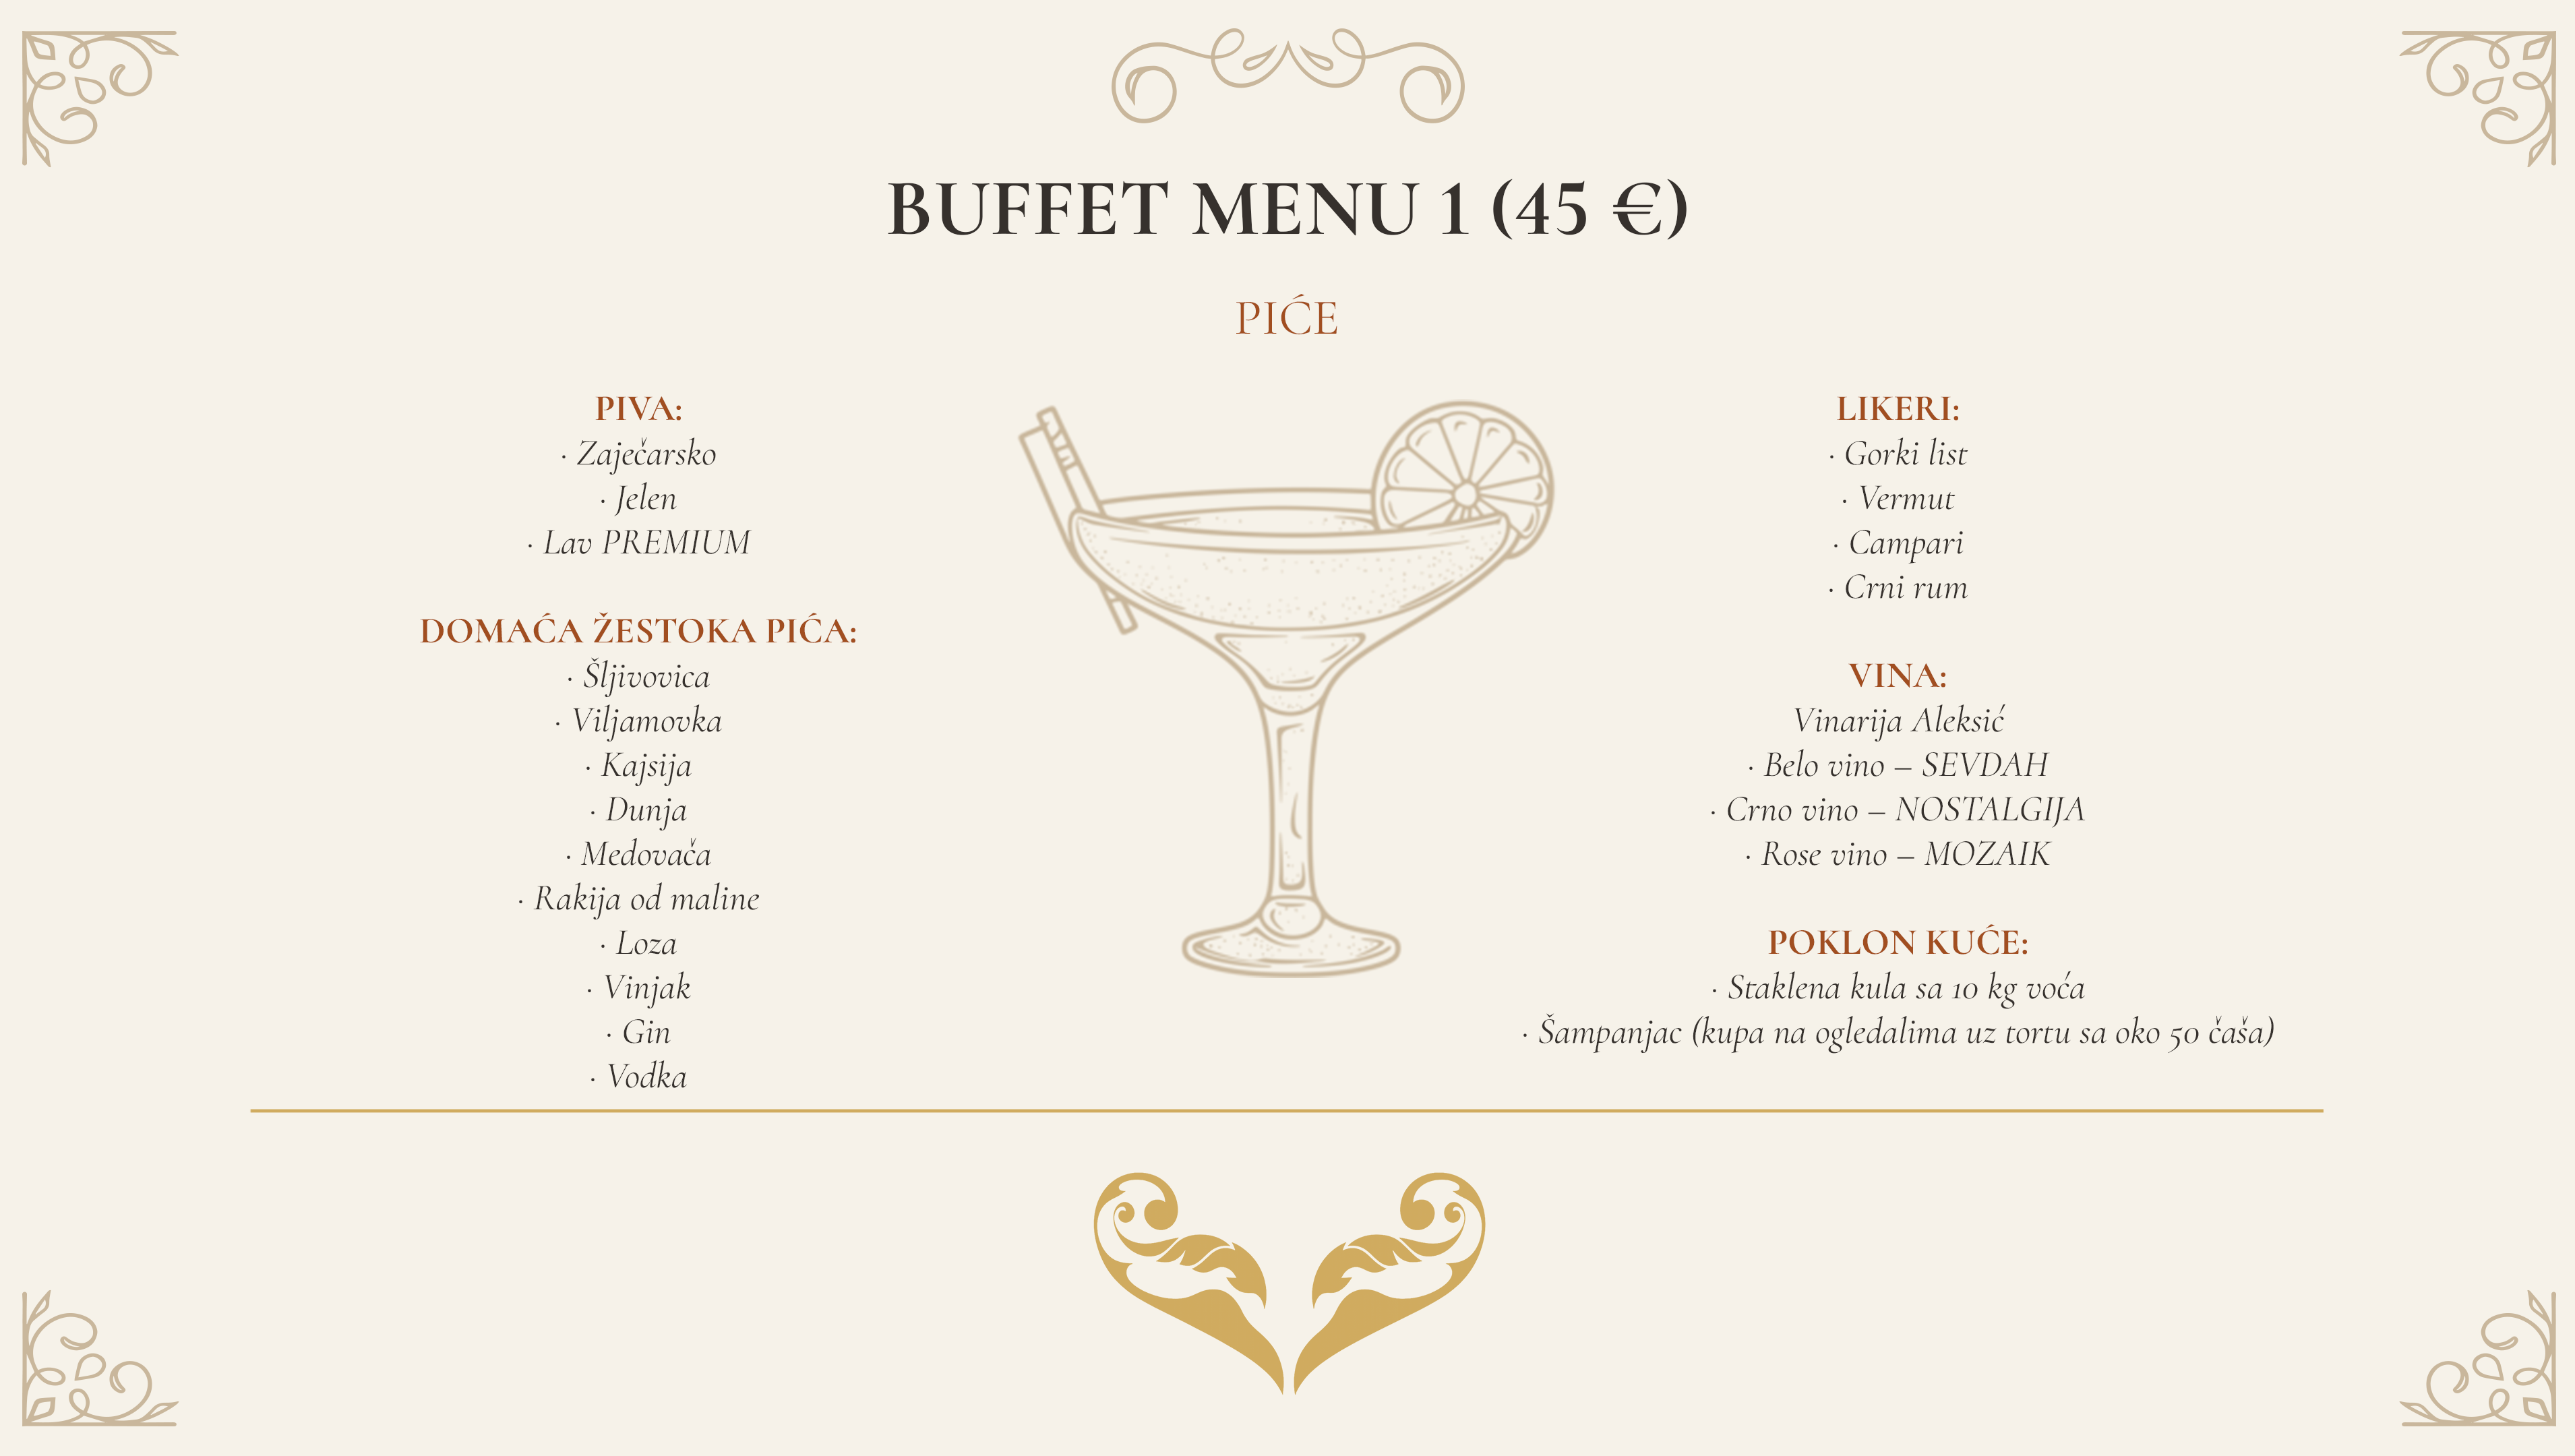 BUFFET MENU 1 (45 €)
PIĆE
PIVA:
· Zaječarsko
· Jelen
· Lav PREMIUM
DOMAĆA ŽESTOKA PIĆA:
· Šljivovica
· Viljamovka
· Kajsija
· Dunja
· Medovača
· Rakija od maline
· Loza
· Vinjak
· Gin
· Vodka
LIKERI:
· Gorki list
· Vermut
· Campari
· Crni rum
VINA:
Vinarija Aleksić
· Belo vino – SEVDAH
· Crno vino – NOSTALGIJA
· Rose vino – MOZAIK
POKLON KUĆE:
· Staklena kula sa 10 kg voća
· Šampanjac (kupa na ogledalima uz tortu sa oko 50 čaša)